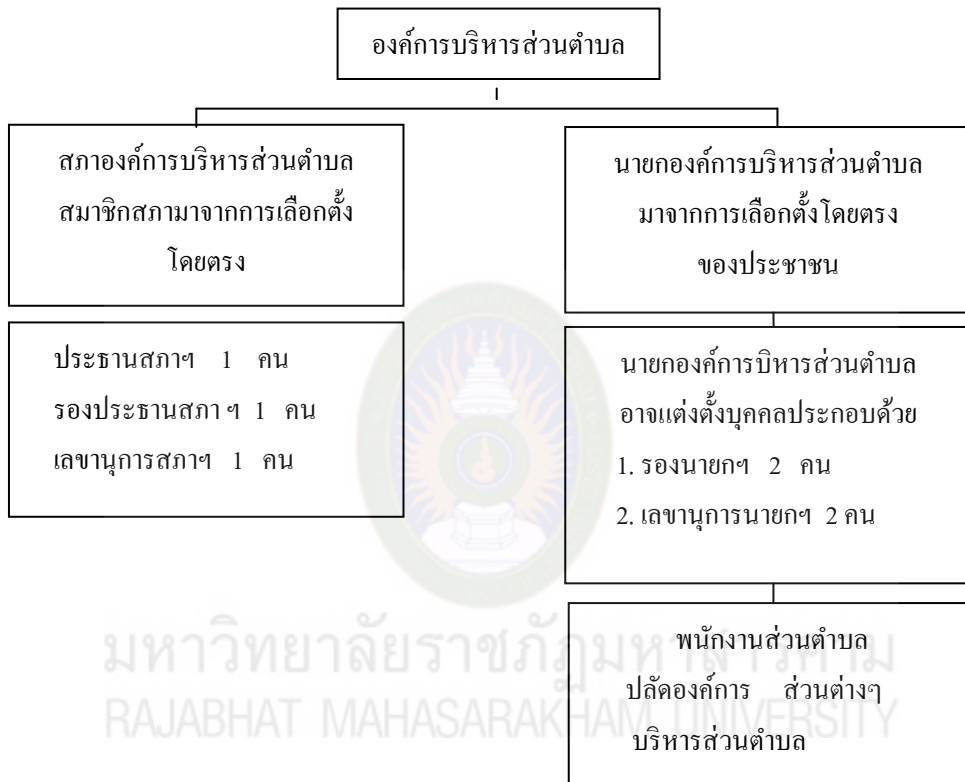 องค์การบริหารส่วนตำบล
สภาองค์การบริหารส่วนตำบล
สมาชิกสภามาจากการเลือกตั้ง
โดยตรง
นายกองค์การบริหารส่วนตำบล
มาจากการเลือกตั้งโดยตรง
ของประชาชน
ประธานสภาฯ 1 คน
รองประธานสภา ฯ 1 คน
เลขานุการสภาฯ 1 คน
นายกองค์การบิหารส่วนตำบล
อาจแต่งตั้งบุคคลประกอบด้วย
1. รองนายกฯ 2 คน
2. เลขานุการนายกฯ 2 คน
พนักงานส่วนตำบล
ปลัดองค์การ ส่วนต่างๆ
บริหารส่วนตำบล
มหาวิทยาลัยราชภัฏมหาสารคาม
RAJABHAT MAHASARAKHAM UNIVERSITY